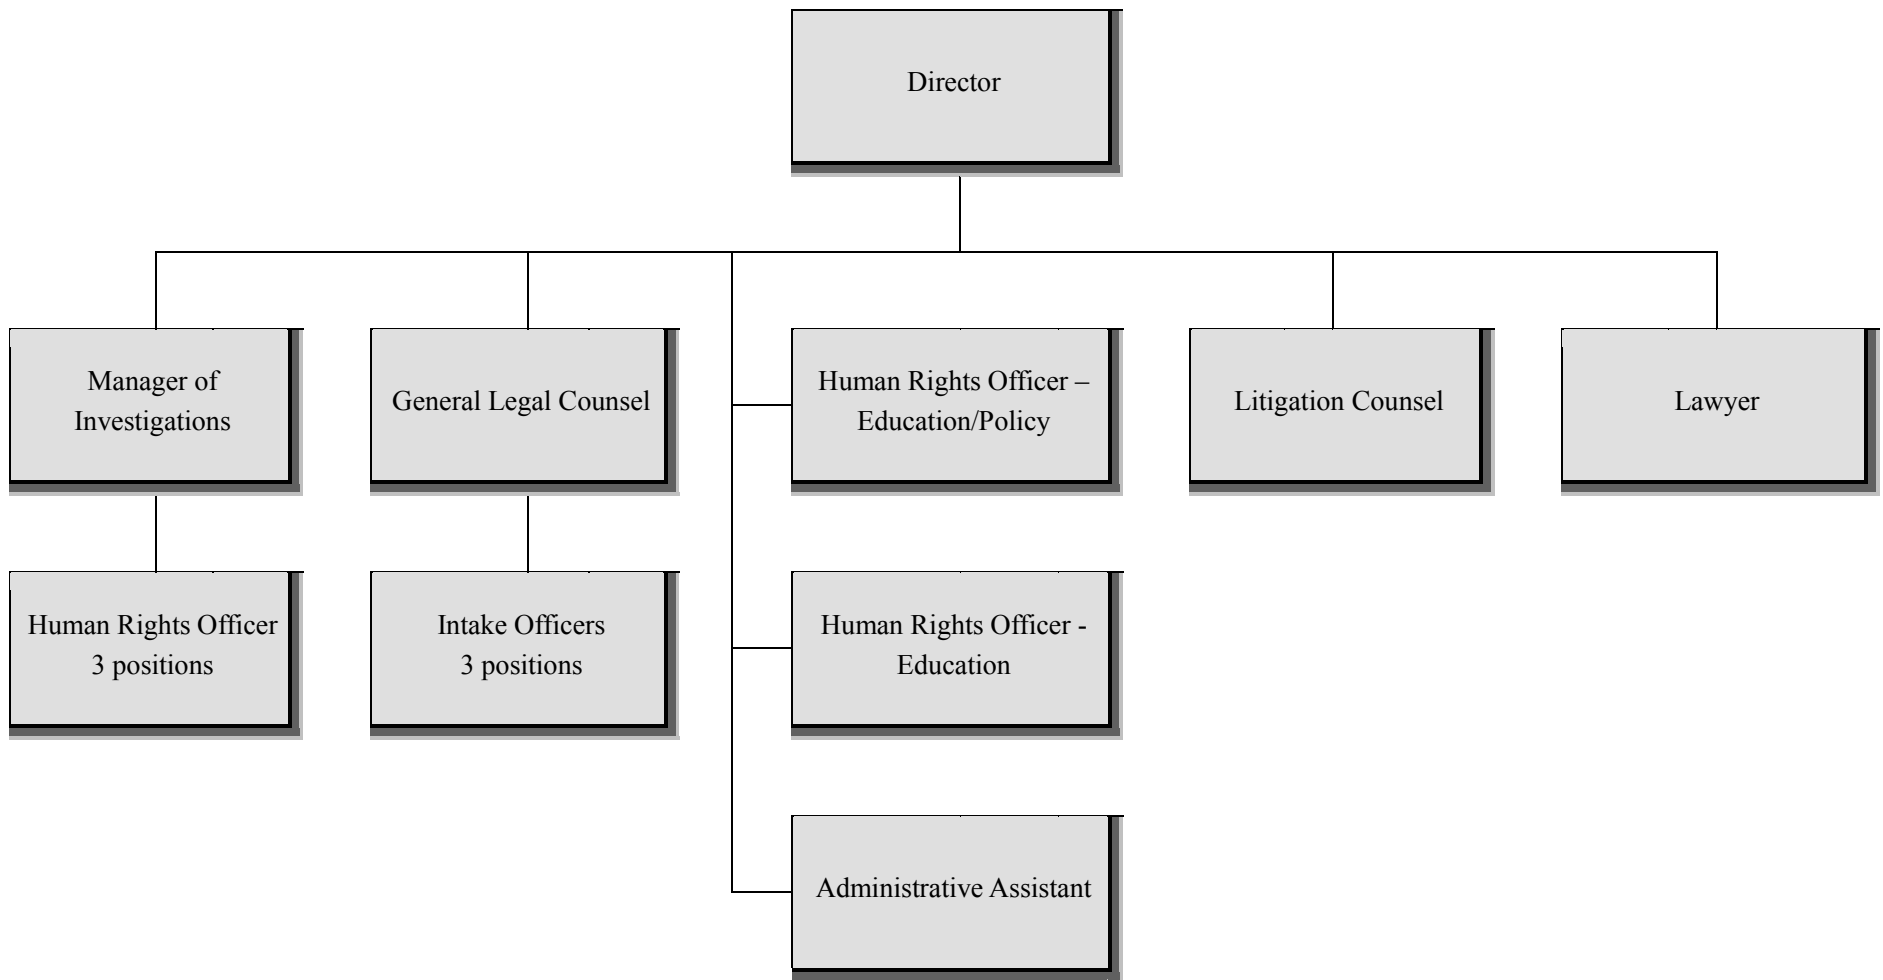 Director
Manager of
Investigations
General Legal Counsel
Human Rights Officer –
Education/Policy
Litigation Counsel
Lawyer
Human Rights Officer
3 positions
Intake Officers
3 positions
Human Rights Officer -
Education
Administrative Assistant